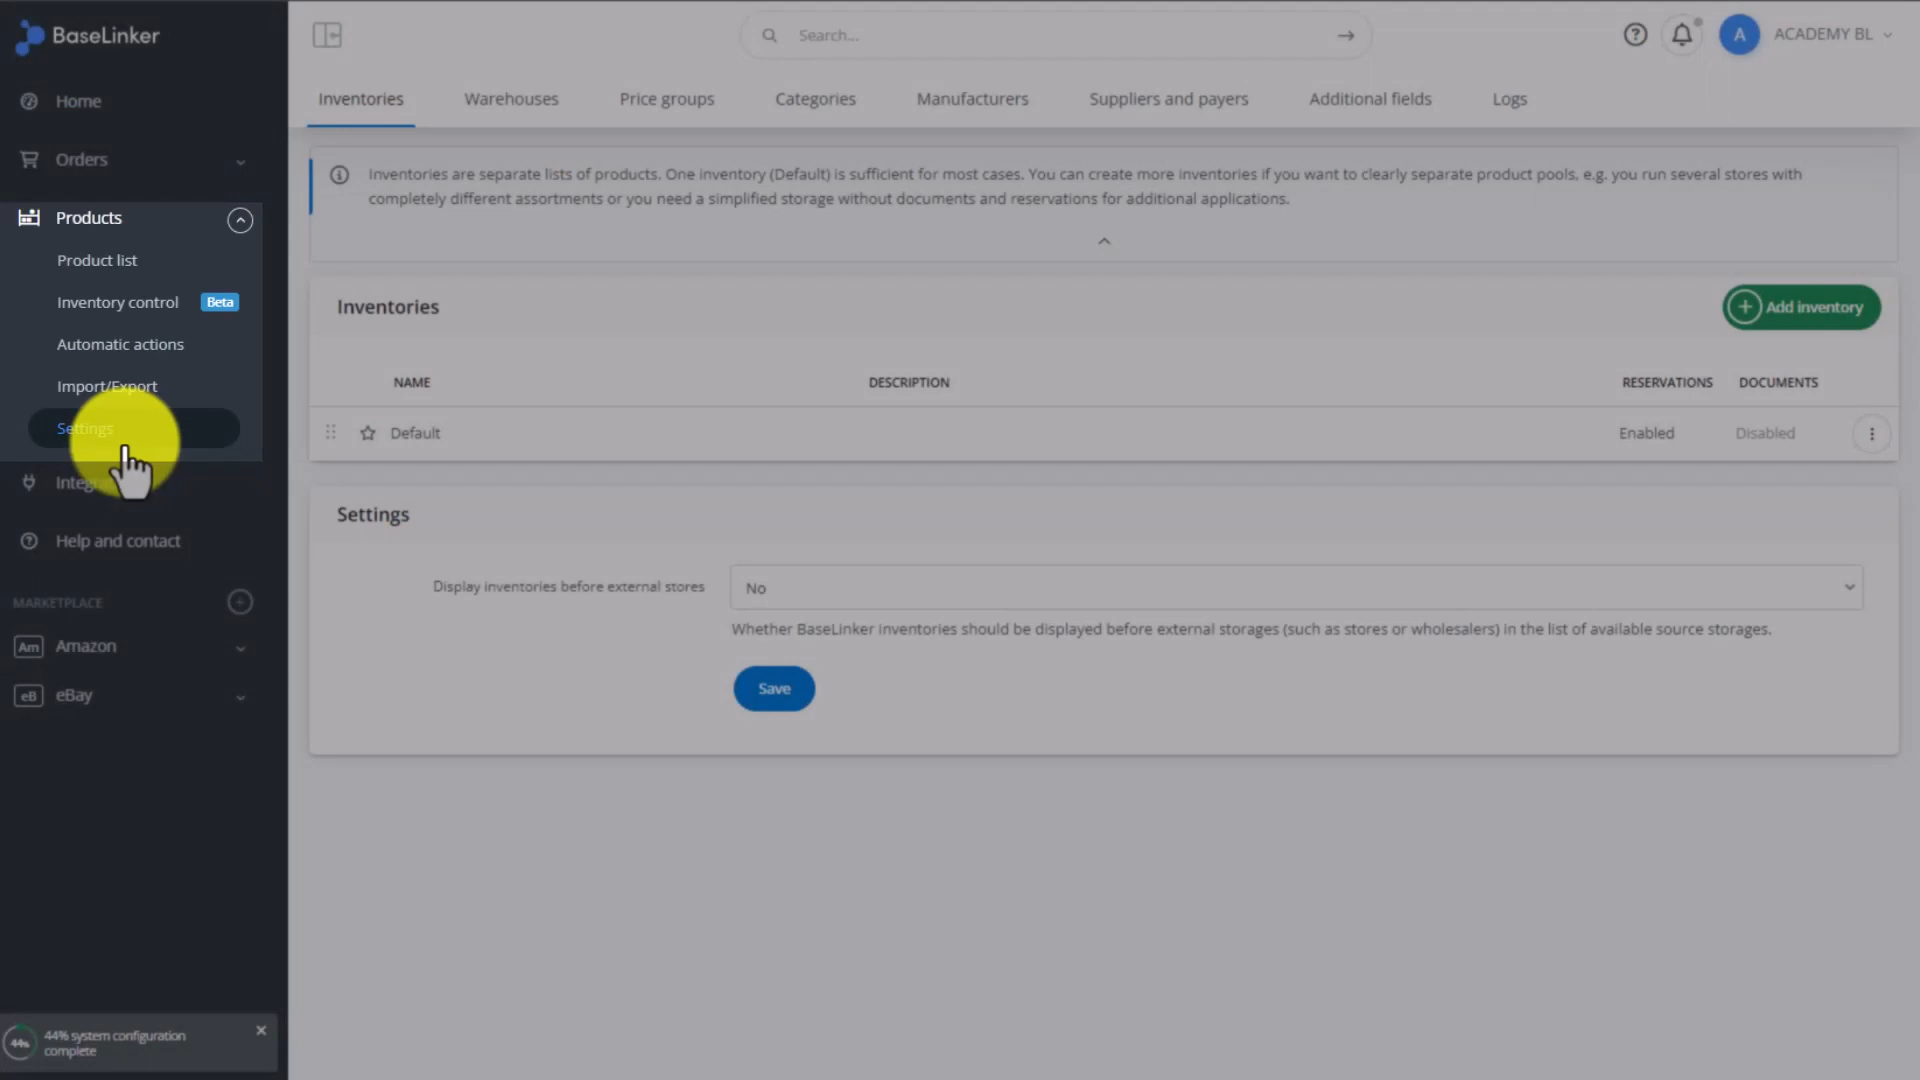 BaseLinker
Search...
A
ACADEMY BL
Home
Inventories
Warehouses
Price groups
Categories
Manufacturers
Suppliers and payers
Additional fields
Logs
Orders
Products
Product list
Inventory control
Beta
Automatic actions
Import/Export
Settings
Help and contact
MARKETPLACE
Am
Amazon
eB
eBay
44%
44% system configuration
complete
Inventories are separate lists of products. One inventory (Default) is sufficient for most cases. You can create more inventories if you want to clearly separate product pools, e.g. you run several stores with
completely different assortments or you need a simplified storage without documents and reservations for additional applications.
Inventories
Add inventory
NAME
DESCRIPTION
RESERVATIONS
DOCUMENTS
Default
Enabled
Disabled
Settings
Display inventories before external stores
No
Whether BaseLinker inventories should be displayed before external storages (such as stores or wholesalers) in the list of available source storages.
Save